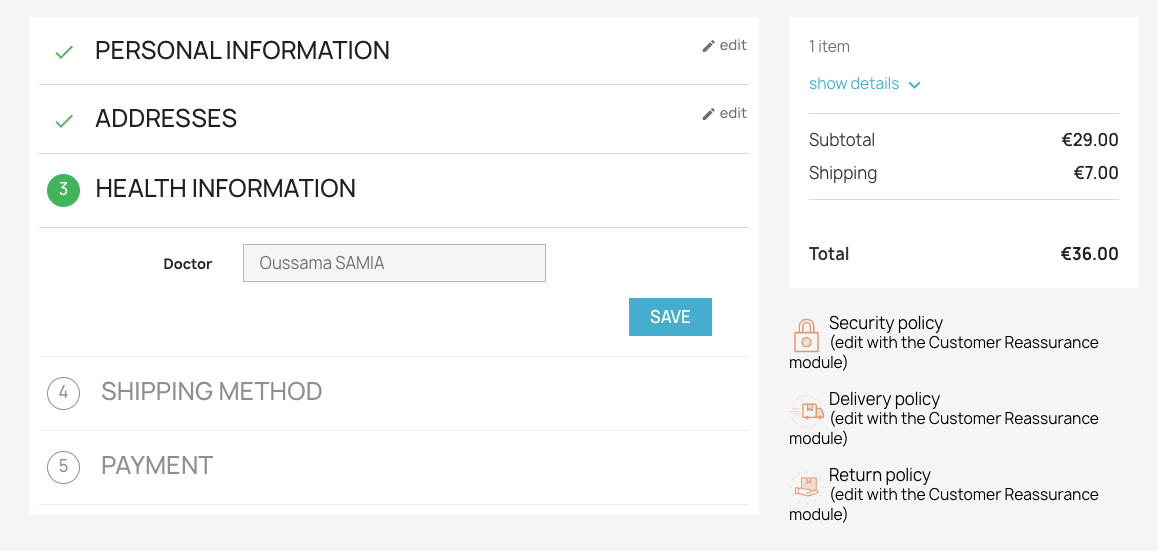 PERSONAL INFORMATION
edit
ADDRESSES
edit
3 HEALTH INFORMATION
Doctor Oussama SAMIA
SAVE
4 SHIPPING METHOD
5 PAYMENT
1 item
show details
Subtotal €29.00
Shipping €7.00
Total €36.00
Security policy
(edit with the Customer Reassurance
module)
Delivery policy
(edit with the Customer Reassurance
module)
Return policy
(edit with the Customer Reassurance
module)